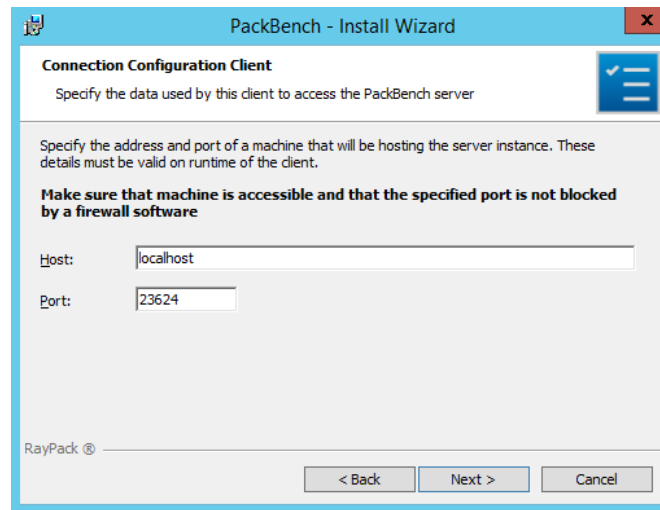 PackBench - Install Wizard
x
Connection Configuration Client
Specify the data used by this client to access the PackBench server
Specify the address and port of a machine that will be hosting the server instance. These
details must be valid on runtime of the client.
Make sure that machine is accessible and that the specified port is not blocked
by a firewall software
Host: localhost
Port: 23624
RayPack ®
< Back Next > Cancel